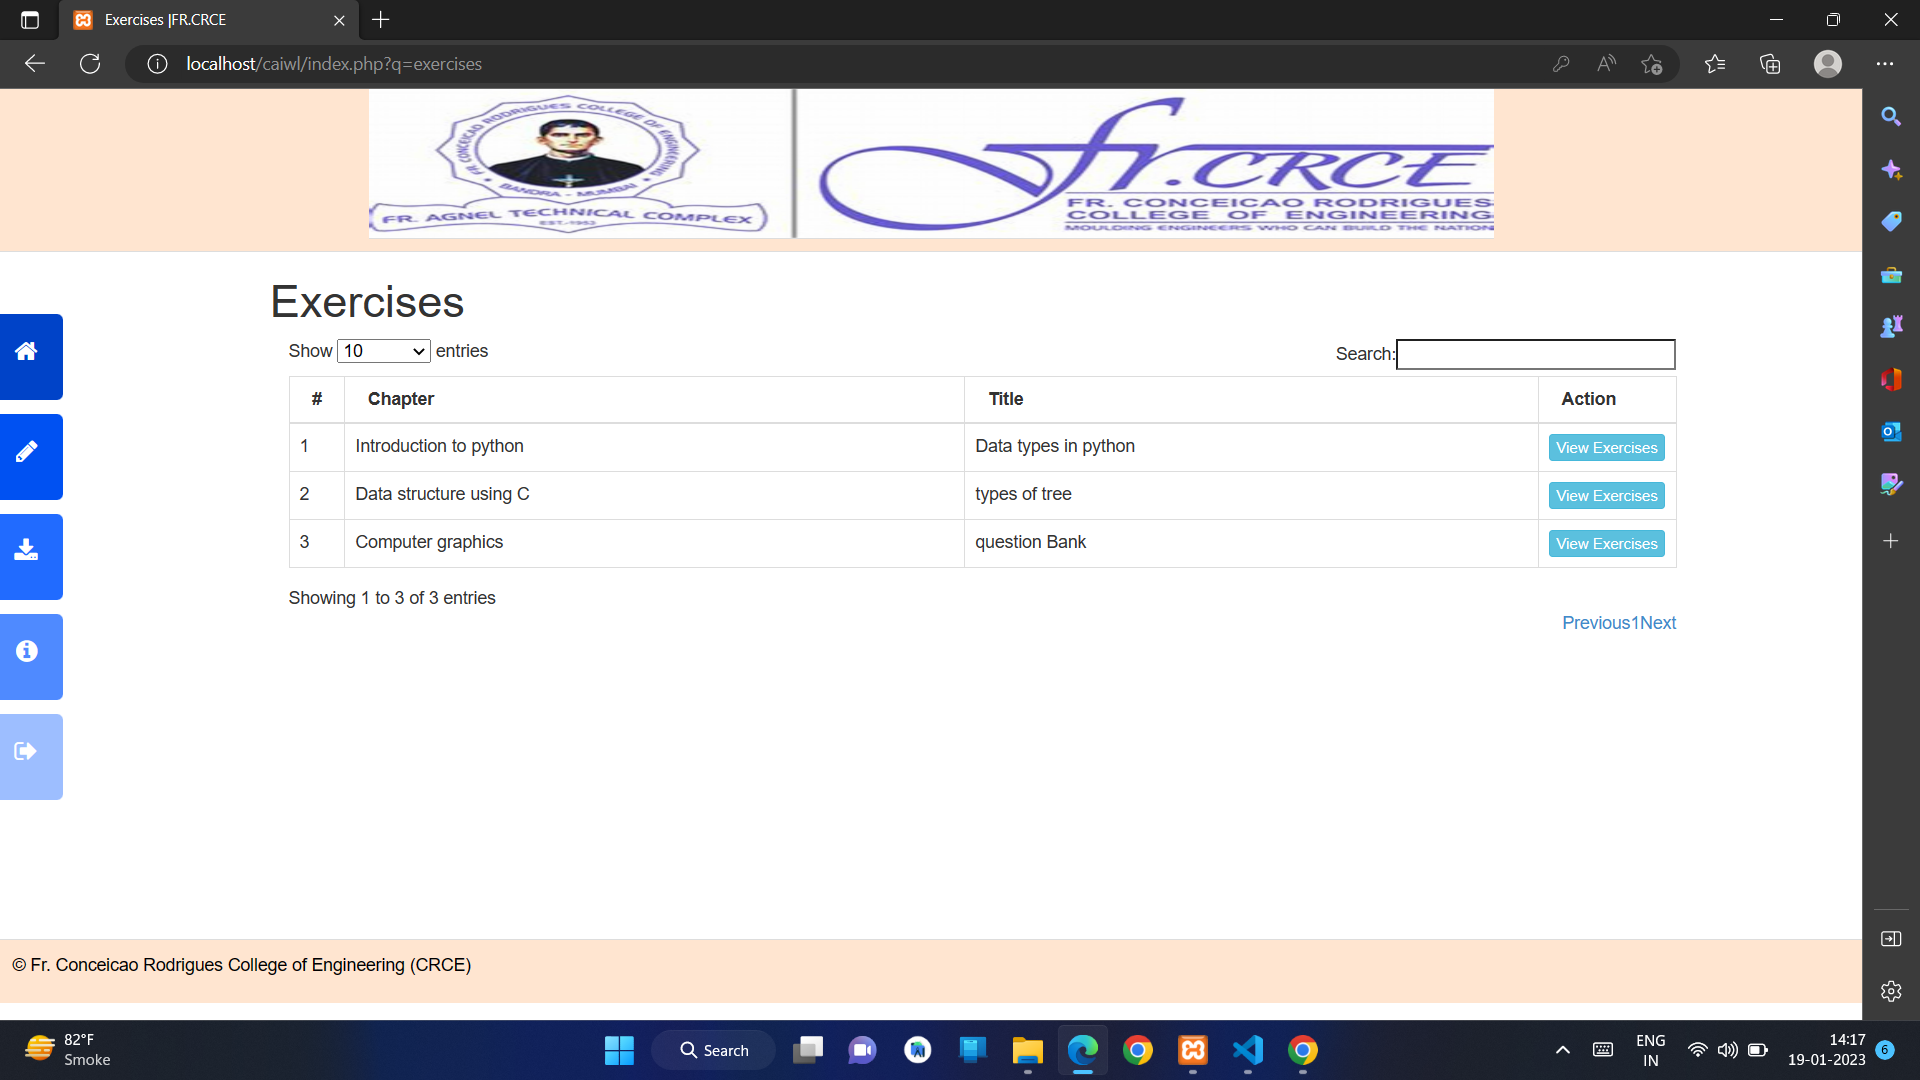 Exercises |FR.CRCE
localhost/caiwl/index.php?q=exercises
FR. CONCEICAO RODRIGUES COLLEGE OF ENGINEERING
BANDRA - MUMBAI
FR. AGNEL TECHNICAL COMPLEX
EST.-1982
fr.CRCE
FR. CONCEICAO RODRIGUES
COLLEGE OF ENGINEERING
MOULDING ENGINEERS WHO CAN BUILD THE NATION
Exercises
Show 10 entries
Search:
# Chapter Title Action
1 Introduction to python Data types in python View Exercises
2 Data structure using C types of tree View Exercises
3 Computer graphics question Bank View Exercises
Showing 1 to 3 of 3 entries
Previous1Next
© Fr. Conceicao Rodrigues College of Engineering (CRCE)
82°F
Smoke
Search
ENG
IN
14:17
19-01-2023
6